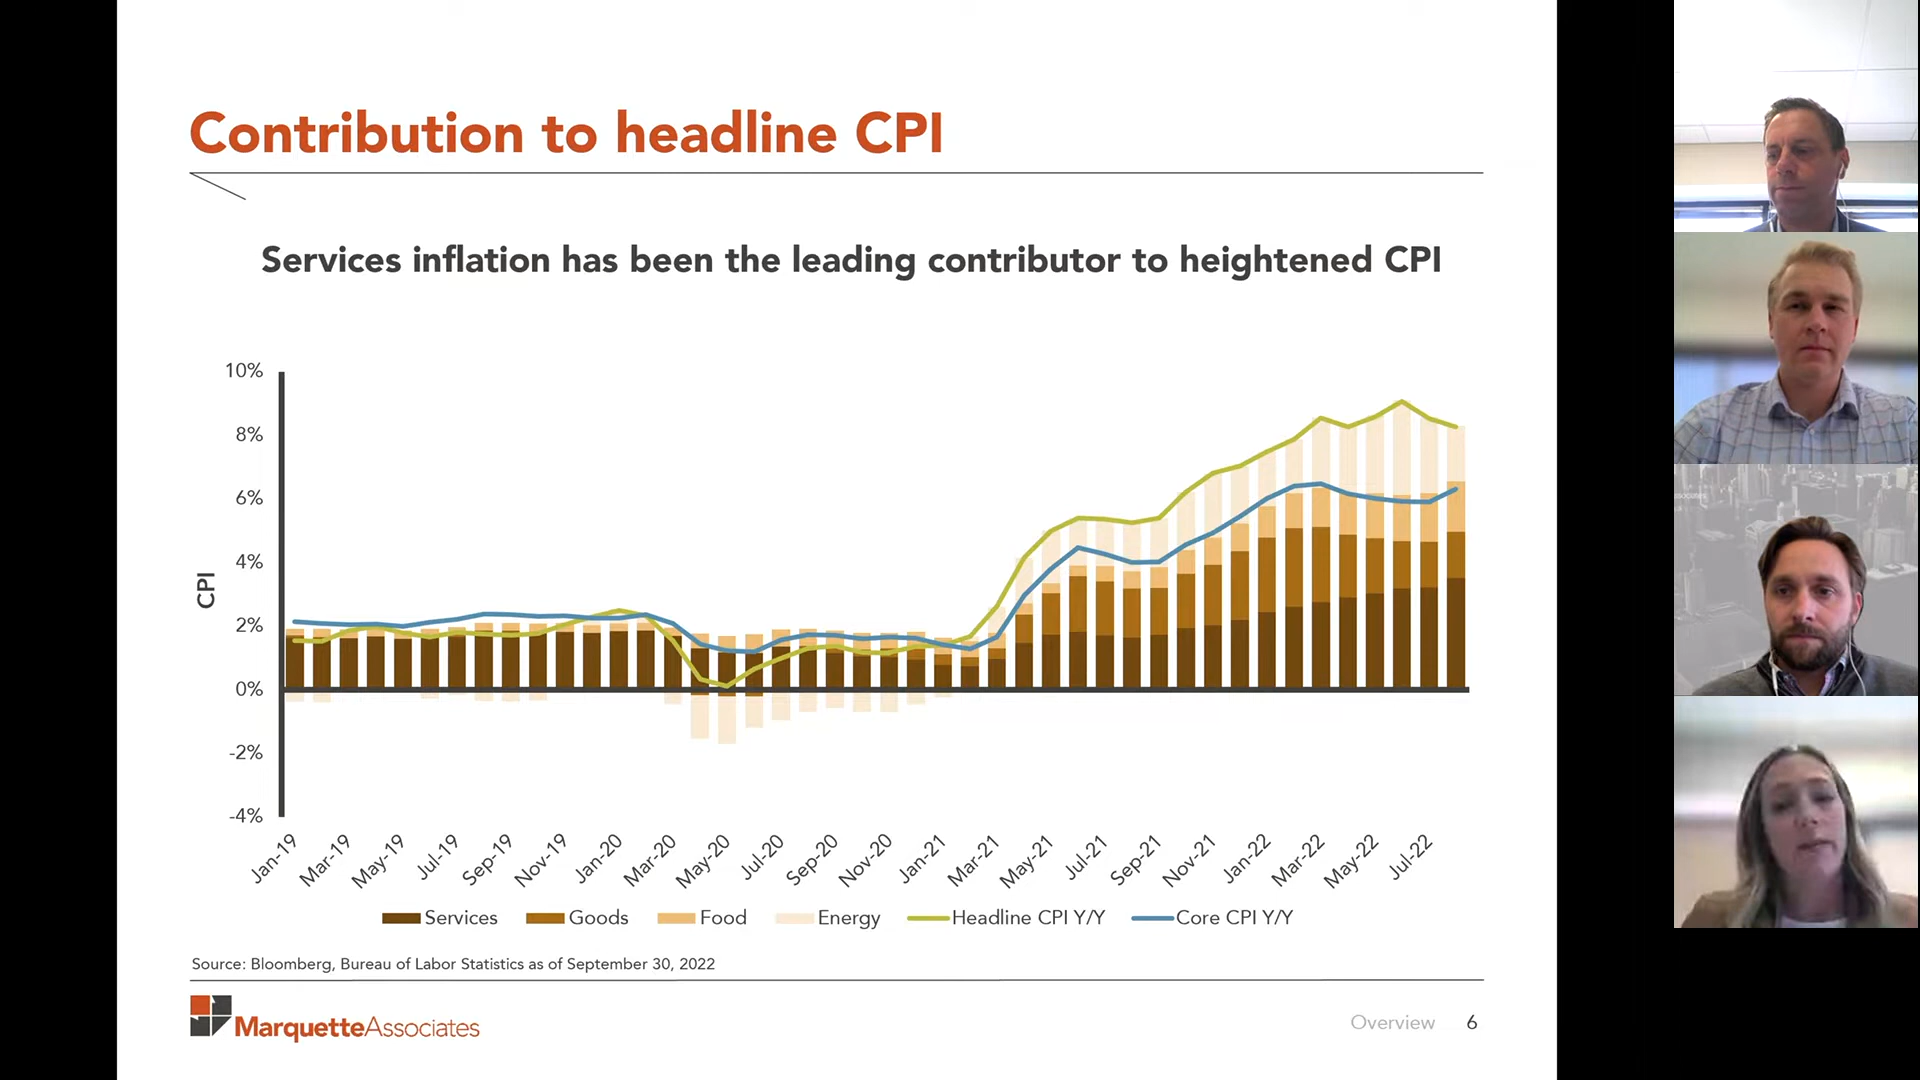 Contribution to headline CPI
Services inflation has been the leading contributor to heightened CPI
10%
8%
6%
4%
2%
0%
-2%
-4%
CPI
Jan-19
Mar-19
May-19
Jul-19
Sep-19
Nov-19
Jan-20
Mar-20
May-20
Jul-20
Sep-20
Nov-20
Jan-21
Mar-21
May-21
Jul-21
Sep-21
Nov-21
Jan-22
Mar-22
May-22
Jul-22
Services Goods Food Energy Headline CPI Y/Y Core CPI Y/Y
Source: Bloomberg, Bureau of Labor Statistics as of September 30, 2022
MarquetteAssociates
Overview 6